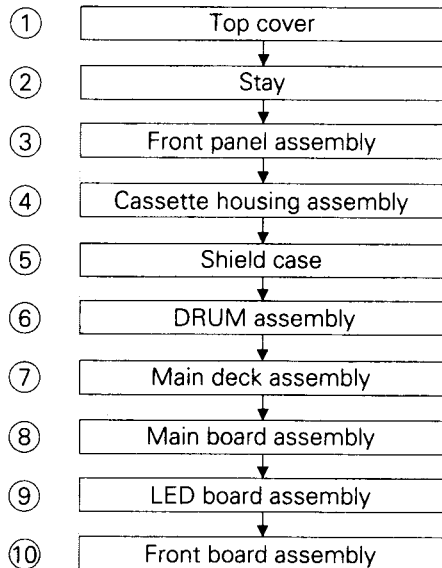 ① Top cover
② Stay
③ Front panel assembly
④ Cassette housing assembly
⑤ Shield case
⑥ DRUM assembly
⑦ Main deck assembly
⑧ Main board assembly
⑨ LED board assembly
⑩ Front board assembly